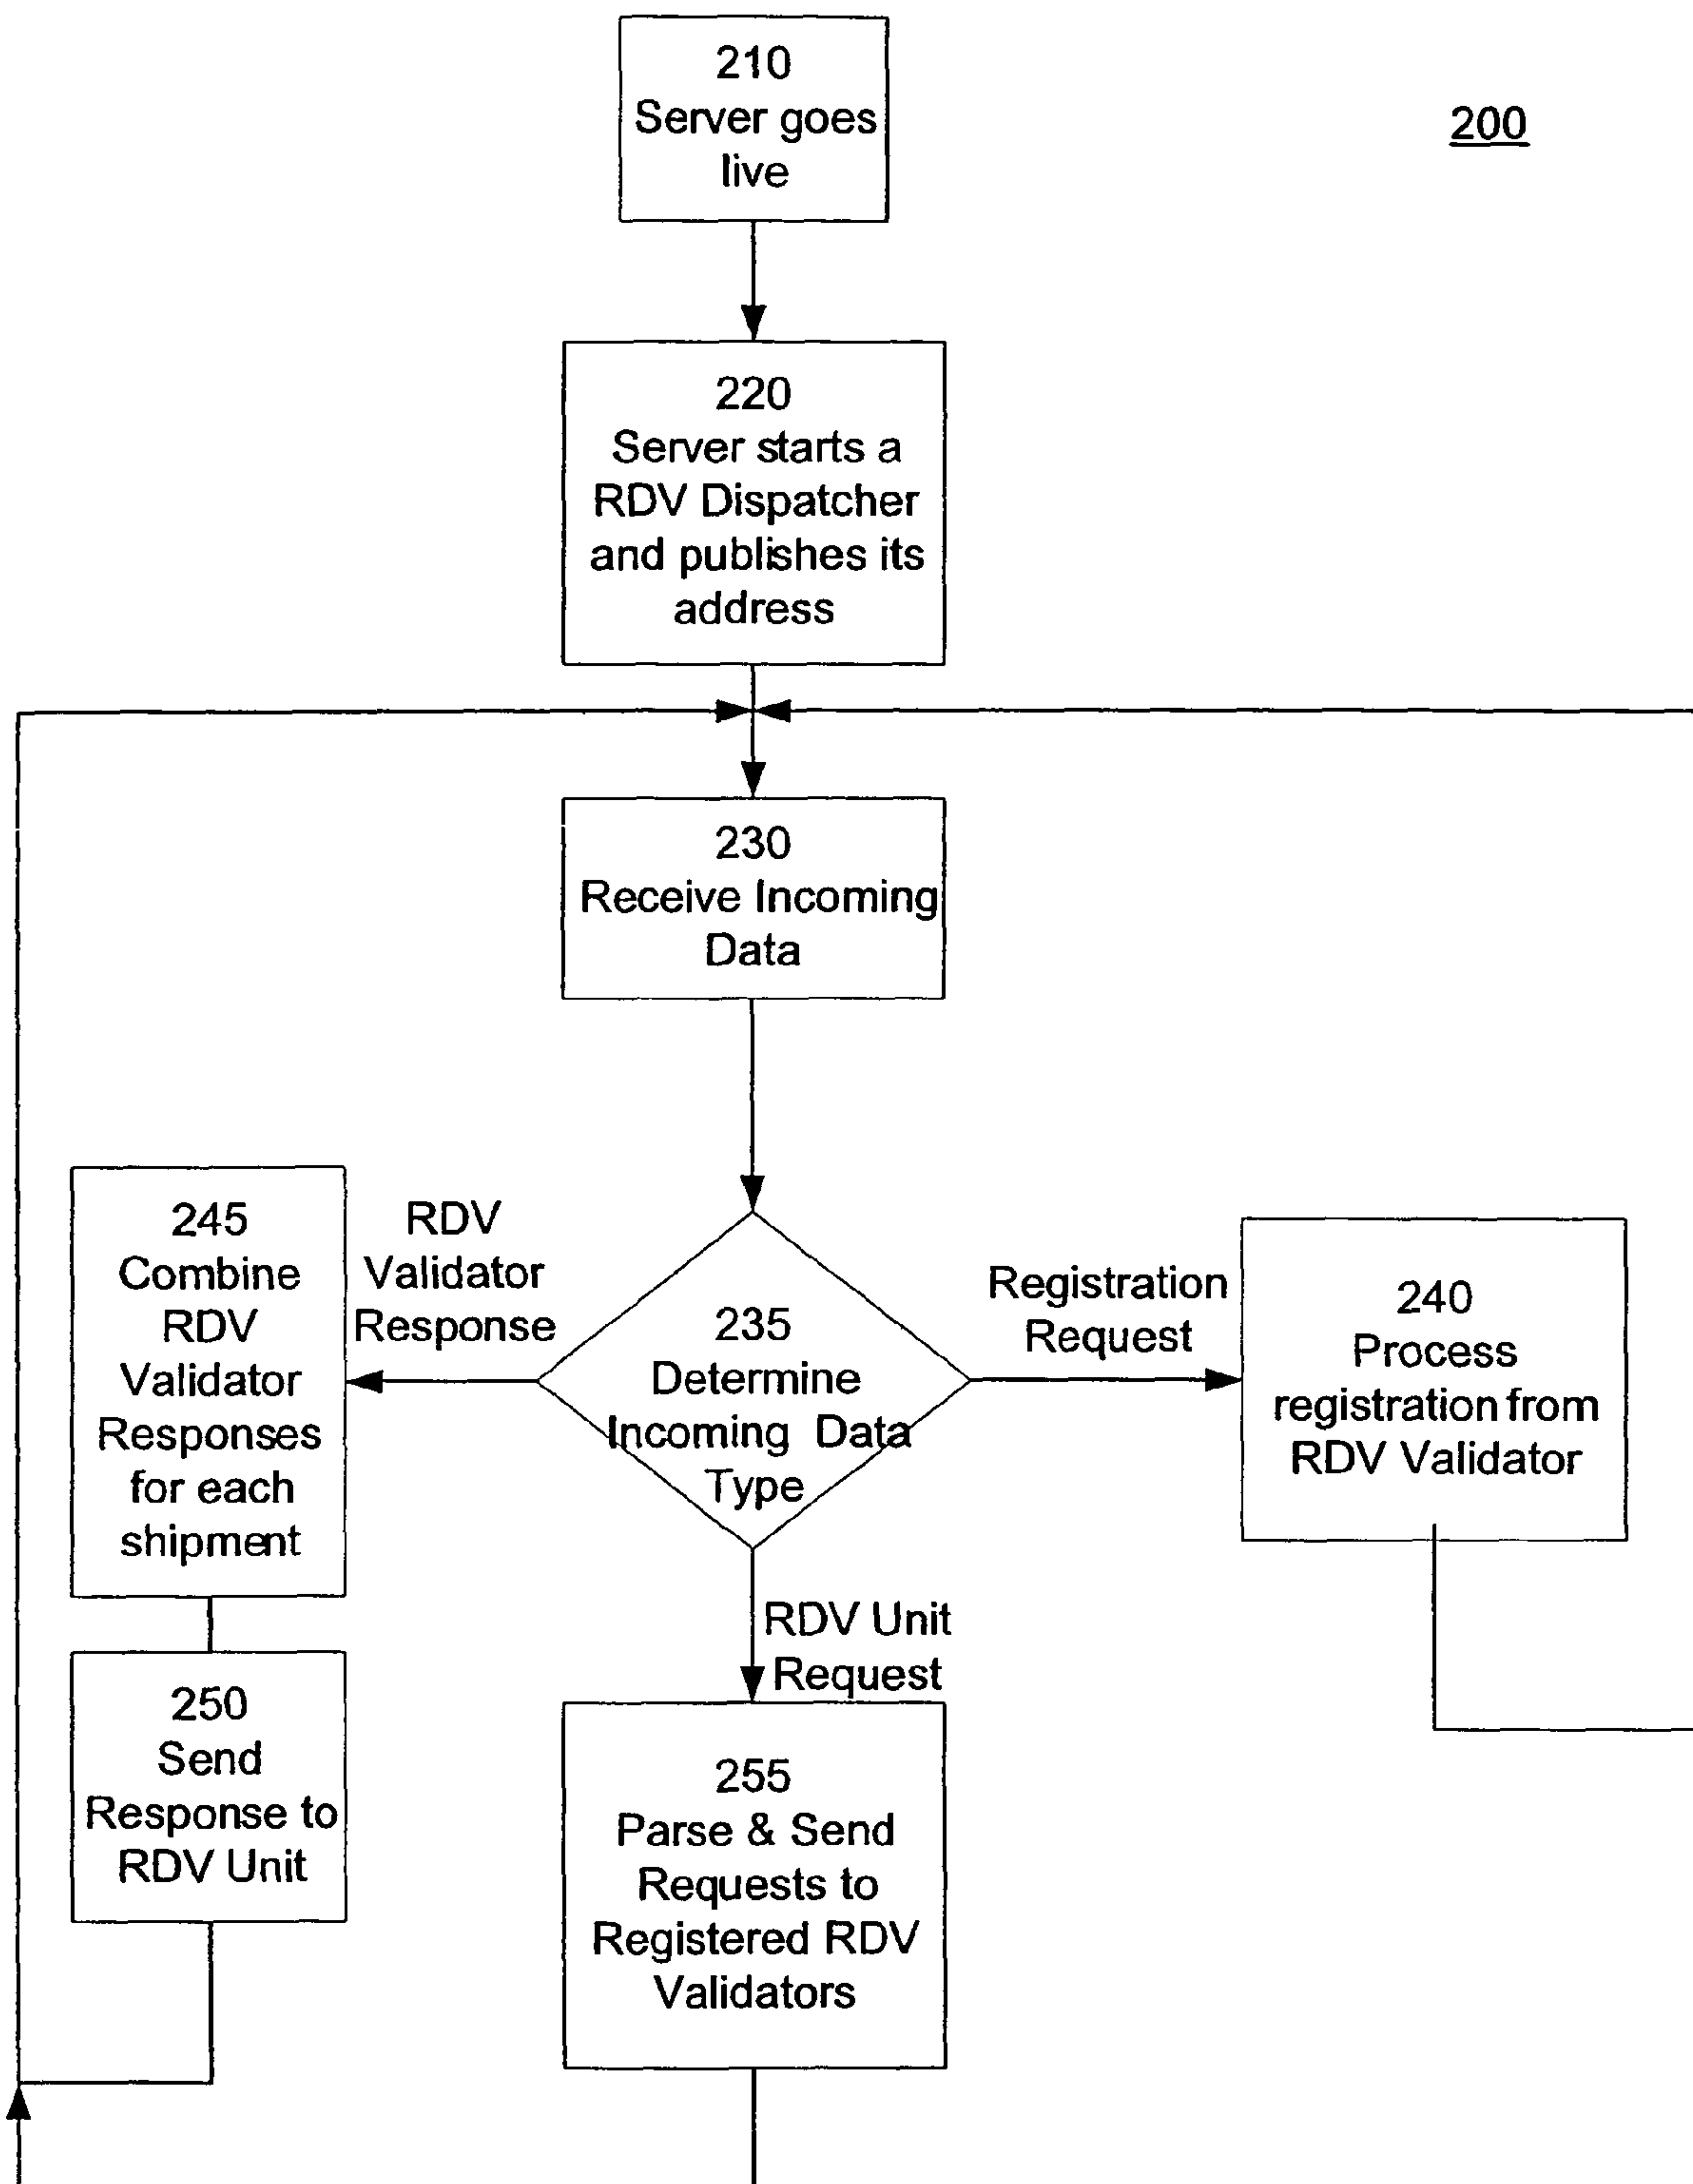 210
Server goes
live
200
220
Server starts a
RDV Dispatcher
and publishes its
address
230
Receive Incoming
Data
245
Combine
RDV
Validator
Responses
for each
shipment
RDV
Validator
Response
235
Determine
Incoming Data
Type
Registration
Request
240
Process
registration from
RDV Validator
RDV Unit
Request
250
Send
Response to
RDV Unit
255
Parse & Send
Requests to
Registered RDV
Validators